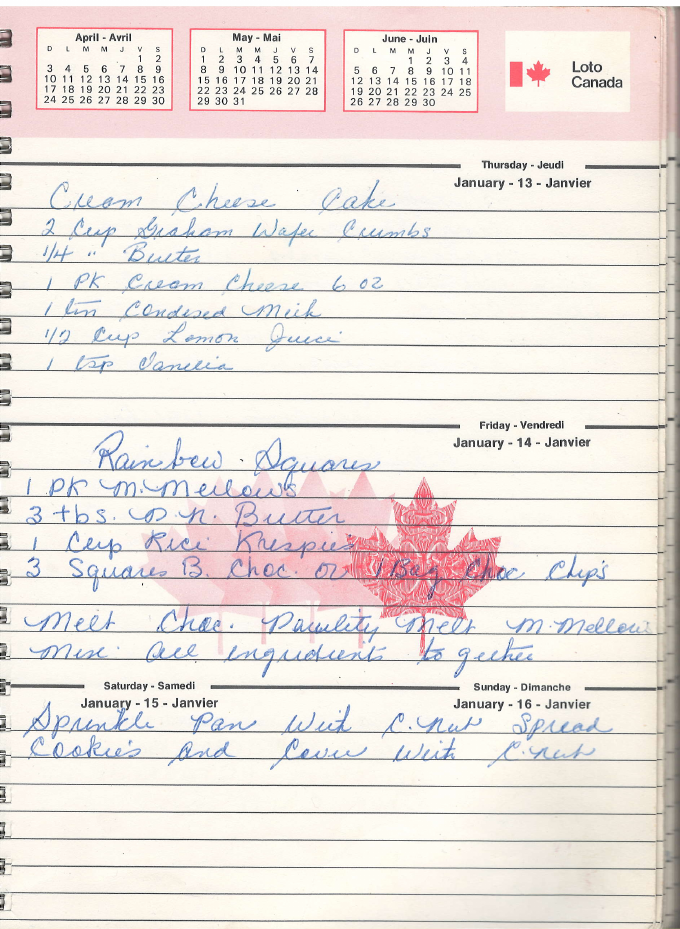 April - Avril
D L M M J V S
1 2
3 4 5 6 7 8 9
10 11 12 13 14 15 16
17 18 19 20 21 22 23
24 25 26 27 28 29 30
May - Mai
D L M M J V S
1 2 3 4 5 6 7
8 9 10 11 12 13 14
15 16 17 18 19 20 21
22 23 24 25 26 27 28
29 30 31
June - Juin
D L M M J V S
1 2 3 4
5 6 7 8 9 10 11
12 13 14 15 16 17 18
19 20 21 22 23 24 25
26 27 28 29 30
Loto
Canada
Thursday - Jeudi
January - 13 - Janvier
Cream Cheese Cake
2 Cup Graham Wafer Crumbs
1/4 " Butter
1 PK Cream Cheese 6 oz
1 tin Condised Milk
1/2 Cup Lemon Juice
1 tsp Vanelia
Friday - Vendredi
January - 14 - Janvier
Rainbow Squares
1 PK M. Mellows
3 tbs. P.N. Butter
1 Cup Rice Krispies
3 Squares B. Choc. or 1 Bag Choc Chip's
Melt Choc. Melt M. Mellows
Mix all ingridients to gether
Saturday - Samedi
January - 15 - Janvier
Sunday - Dimanche
January - 16 - Janvier
Sprinkle Pan With C. Nut Spread
Cookie's and Cover With C. Nut